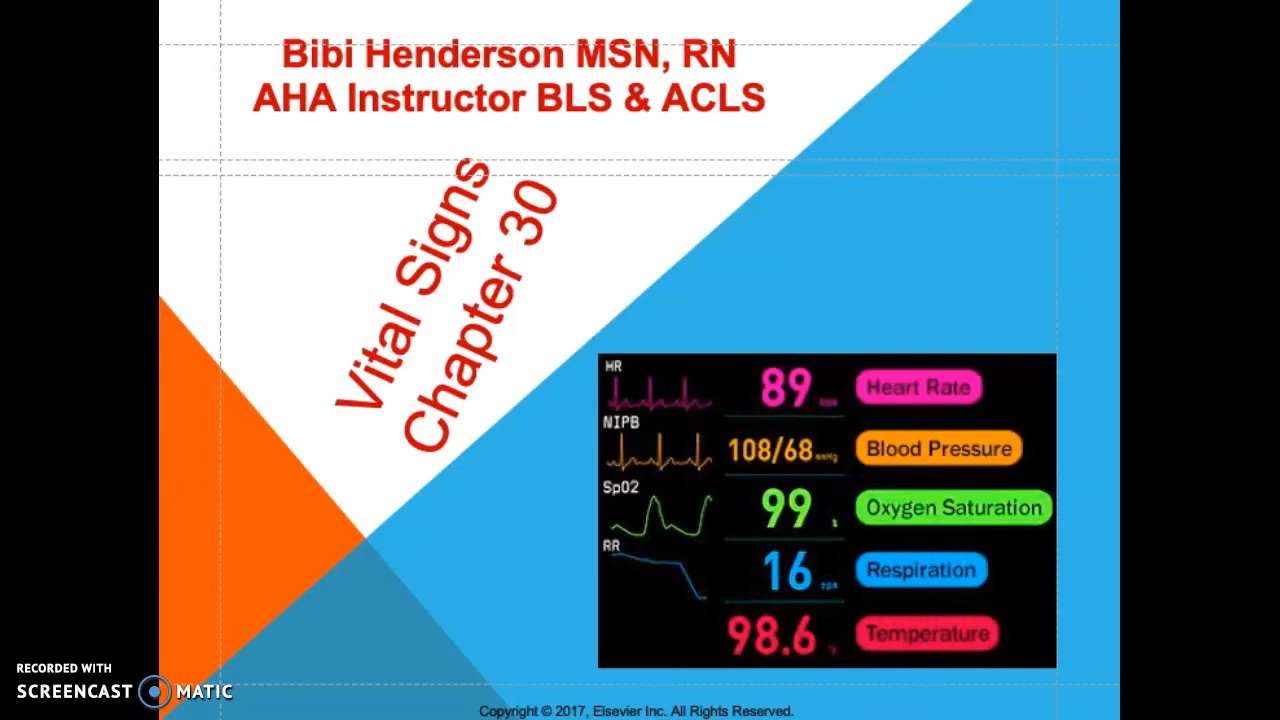 Bibi Henderson MSN, RN
AHA Instructor BLS & ACLS
Vital Signs
Chapter 30
HR
89
Heart Rate
NIPB
108/68 mmHg
Blood Pressure
SpO2
99 %
Oxygen Saturation
RR
16
Respiration
98.6
Temperature
RECORDED WITH
SCREENCAST MATIC
Copyright © 2017, Elsevier Inc. All Rights Reserved.